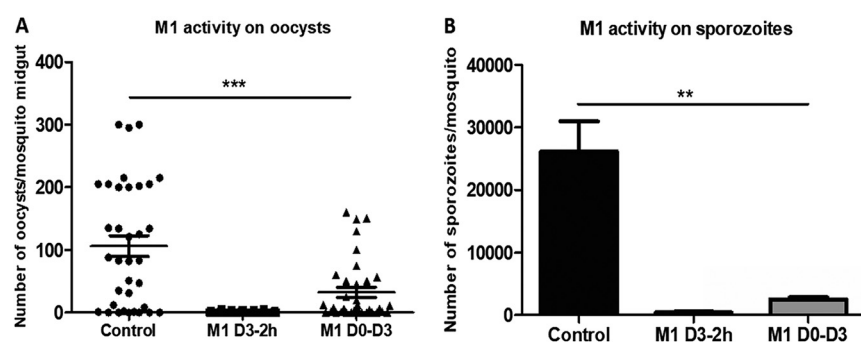 A
M1 activity on oocysts
Number of oocysts/mosquito midgut
400
300
200
100
0
***
Control
M1 D3-2h
M1 D0-D3
B
M1 activity on sporozoites
Number of sporozoites/mosquito
40000
30000
20000
10000
0
**
Control
M1 D3-2h
M1 D0-D3